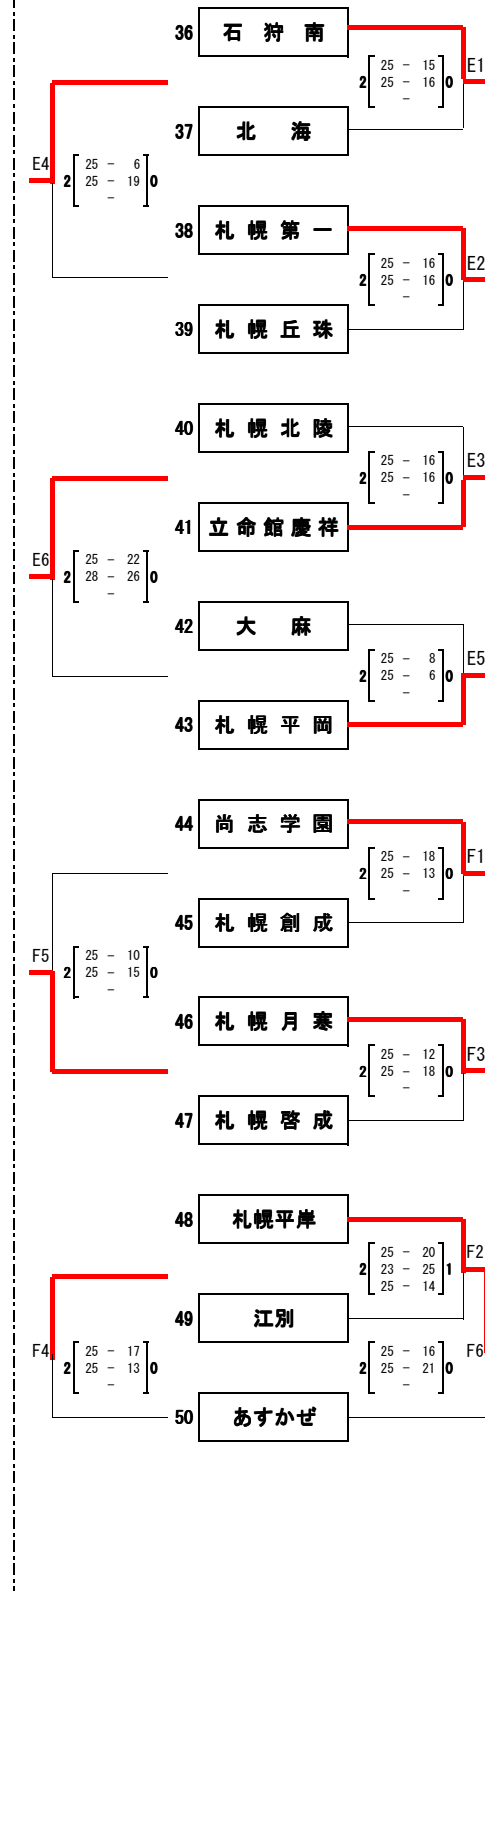 36 石狩南
25 - 15 E1
2 25 - 16 0
-
37 北海
E4 25 - 6
2 25 - 19 0
-
38 札幌第一
25 - 16 E2
2 25 - 16 0
-
39 札幌丘珠
40 札幌北陵
25 - 16 E3
2 25 - 16 0
-
41 立命館慶祥
E6 25 - 22
2 28 - 26 0
-
42 大麻
25 - 8 E5
2 25 - 6 0
-
43 札幌平岡
44 尚志学園
25 - 18 F1
2 25 - 13 0
-
45 札幌創成
F5 25 - 10
2 25 - 15 0
-
46 札幌月寒
25 - 12 F3
2 25 - 18 0
-
47 札幌啓成
48 札幌平岸
25 - 20 F2
2 23 - 25 1
25 - 14
49 江別
F4 25 - 17
2 25 - 13 0
-
25 - 16 F6
2 25 - 21 0
-
50 あすかぜ